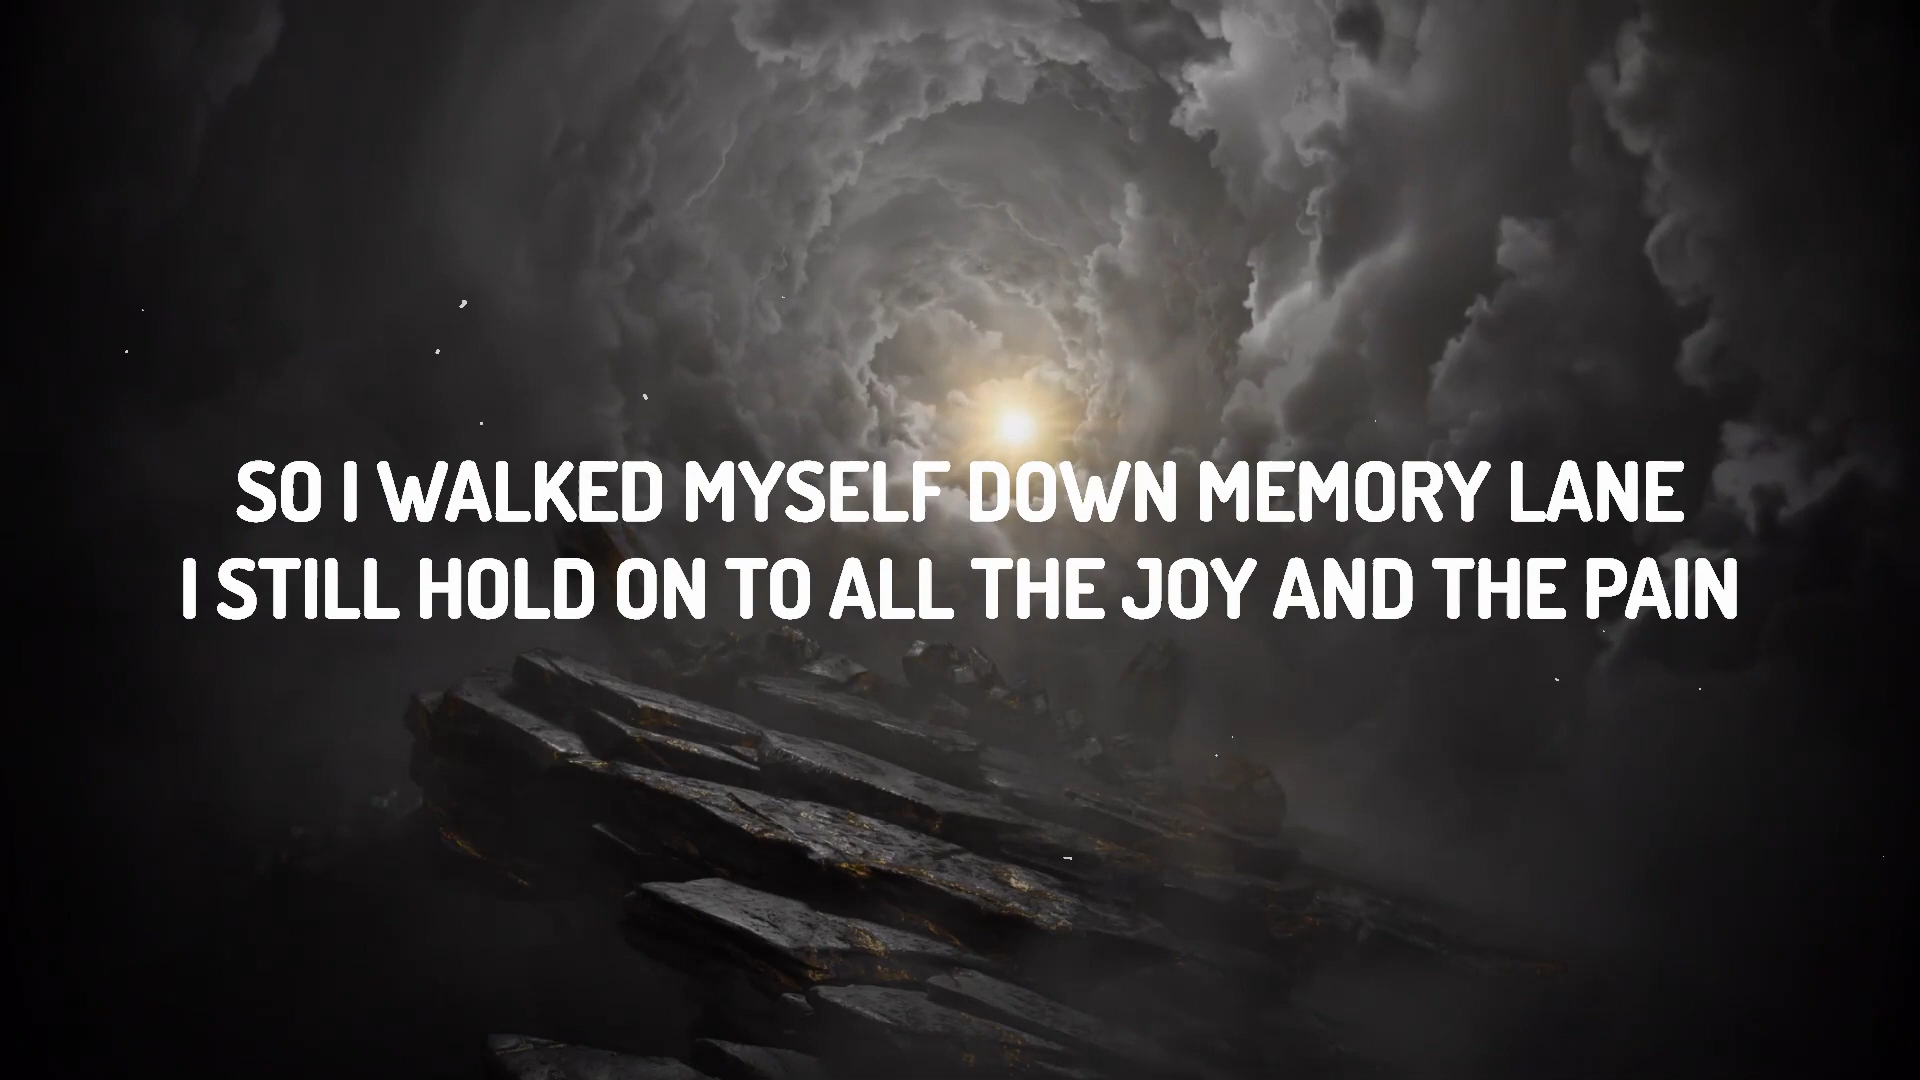 SO I WALKED MYSELF DOWN MEMORY LANE
I STILL HOLD ON TO ALL THE JOY AND THE PAIN